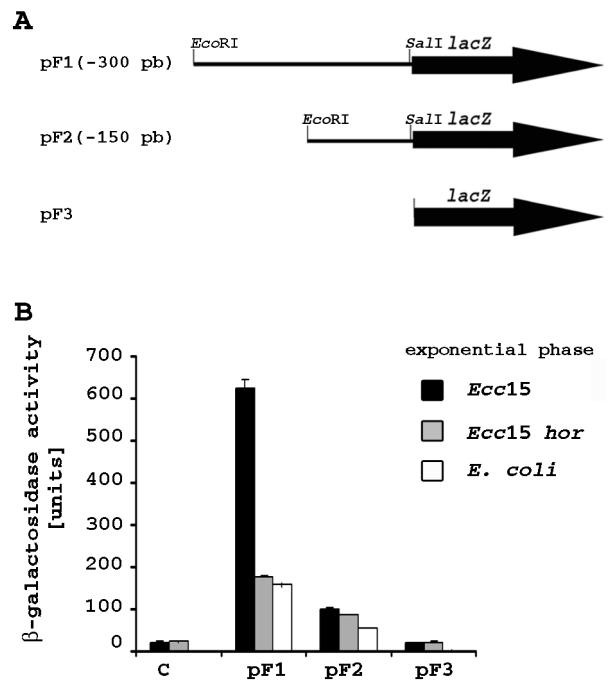 A
EcoRI
SalI lacZ
pF1(-300 pb)
EcoRI
SalI lacZ
pF2(-150 pb)
lacZ
pF3
B
β-galactosidase activity
[units]
700
600
500
400
300
200
100
0
C
pF1
pF2
pF3
exponential phase
Ecc15
Ecc15 hor
E. coli